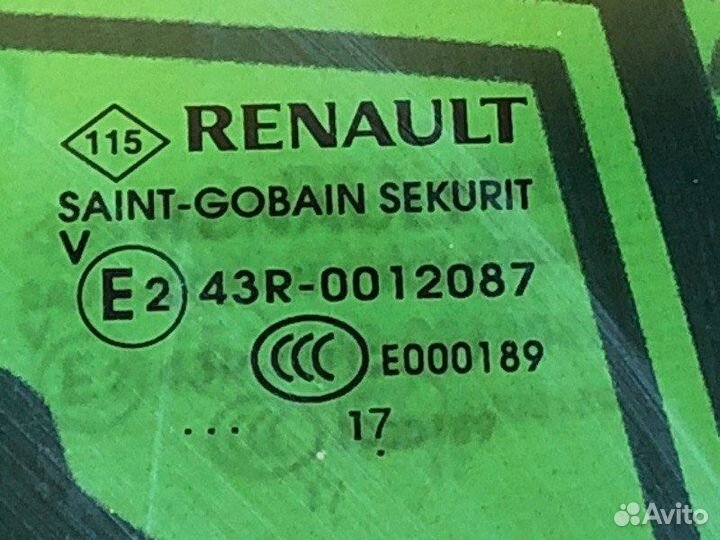 115 RENAULT
SAINT-GOBAIN SEKURIT
V
E2 43R-0012087
CCC E000189
... 17
.
Avito